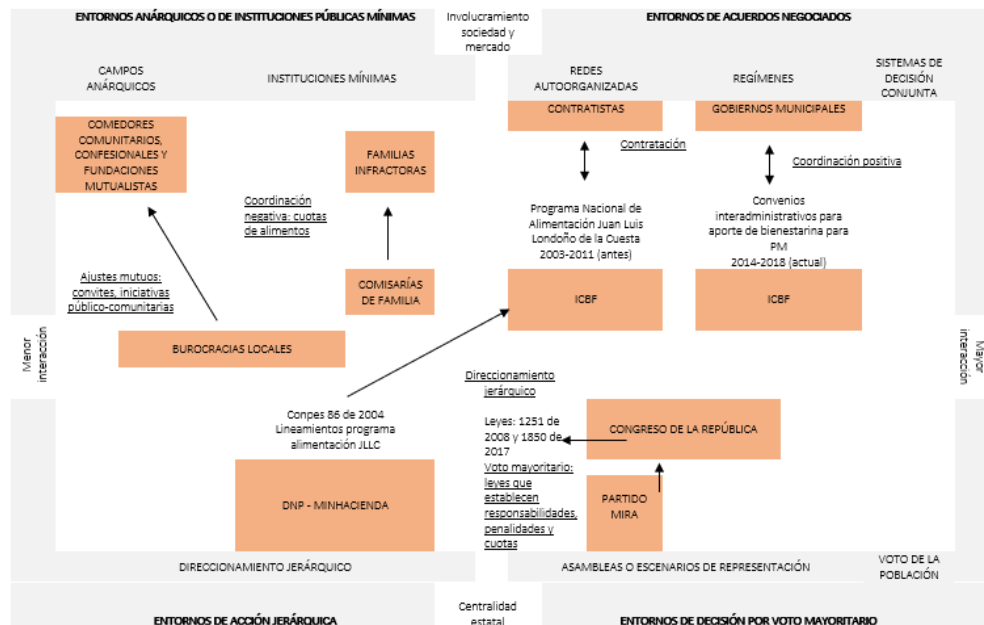 ENTORNOS ANÁRQUICOS O DE INSTITUCIONES PÚBLICAS MÍNIMAS
Involucramiento
sociedad y
mercado
ENTORNOS DE ACUERDOS NEGOCIADOS
CAMPOS
ANÁRQUICOS
INSTITUCIONES MÍNIMAS
REDES
AUTOORGANIZADAS
REGÍMENES
SISTEMAS DE
DECISIÓN
CONJUNTA
COMEDORES
COMUNITARIOS,
CONFESIONALES Y
FUNDACIONES
MUTUALISTAS
FAMILIAS
INFRACTORAS
CONTRATISTAS
GOBIERNOS MUNICIPALES
Contratación
Coordinación positiva
Coordinación
negativa: cuotas
de alimentos
Programa Nacional de
Alimentación Juan Luis
Londoño de la Cuesta
2003-2011 (antes)
Convenios
interadministrativos para
aporte de bienestarina para
PM
2014-2018 (actual)
Ajustes mutuos:
convites, iniciativas
público-comunitarias
COMISARÍAS
DE FAMILIA
ICBF
ICBF
BUROCRACIAS LOCALES
Menor
interacción
Mayor
interacción
Direccionamiento
jerárquico
Conpes 86 de 2004
Lineamientos programa
alimentación JLLC
Leyes: 1251 de
2008 y 1850 de
2017
Voto mayoritario:
leyes que
establecen
responsabilidades,
penalidades y
cuotas
CONGRESO DE LA REPÚBLICA
DNP - MINHACIENDA
PARTIDO
MIRA
DIRECCIONAMIENTO JERÁRQUICO
ASAMBLEAS O ESCENARIOS DE REPRESENTACIÓN
VOTO DE LA
POBLACIÓN
ENTORNOS DE ACCIÓN JERÁRQUICA
Centralidad
estatal
ENTORNOS DE DECISIÓN POR VOTO MAYORITARIO